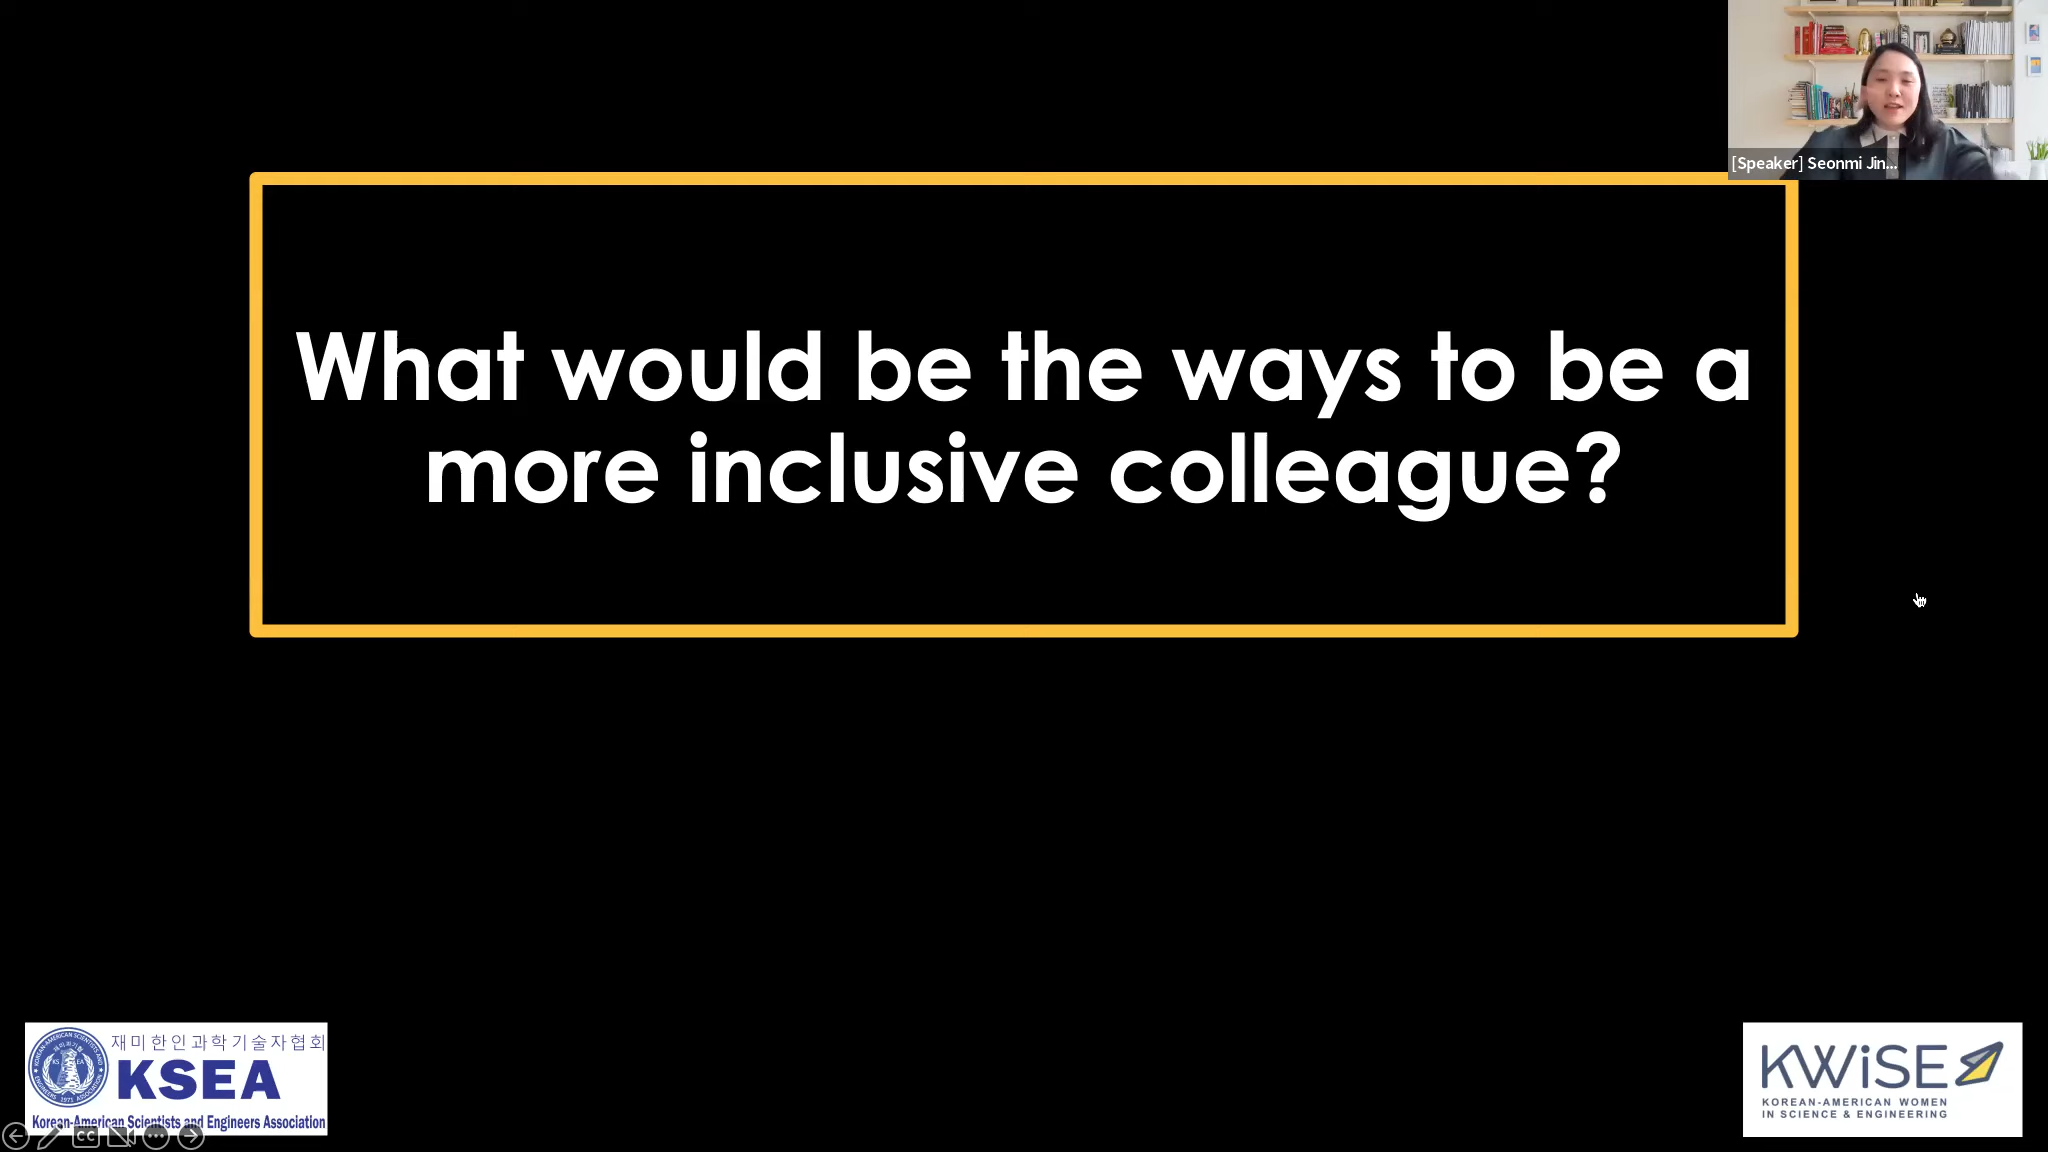 [Speaker] Seonmi Jin...
What would be the ways to be a
more inclusive colleague?
재미한인과학기술자협회
KSEA
Korean-American Scientists and Engineers Association
CC
KWiSE
KOREAN-AMERICAN WOMEN
IN SCIENCE & ENGINEERING